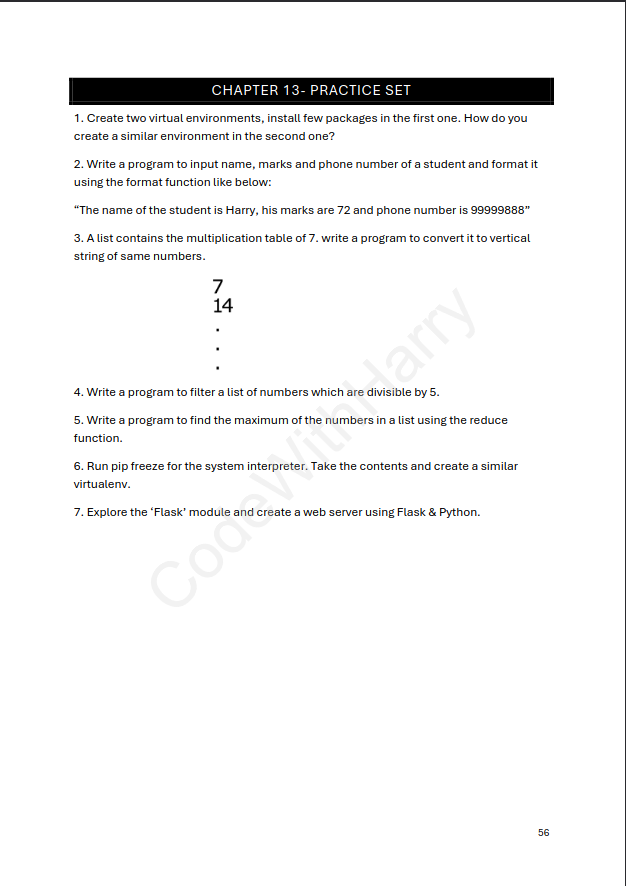 CHAPTER 13- PRACTICE SET
1. Create two virtual environments, install few packages in the first one. How do you
create a similar environment in the second one?
2. Write a program to input name, marks and phone number of a student and format it
using the format function like below:
“The name of the student is Harry, his marks are 72 and phone number is 99999888”
3. A list contains the multiplication table of 7. write a program to convert it to vertical
string of same numbers.
7
14
.
.
.
4. Write a program to filter a list of numbers which are divisible by 5.
5. Write a program to find the maximum of the numbers in a list using the reduce
function.
6. Run pip freeze for the system interpreter. Take the contents and create a similar
virtualenv.
7. Explore the ‘Flask’ module and create a web server using Flask & Python.
CodeWithHarry
56